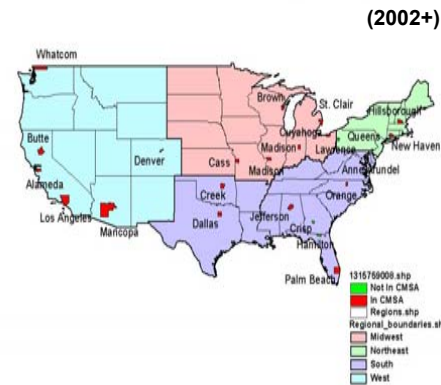 (2002+)
Whatcom
Brown
St. Clair
Hillsborough
Butte
Cuyahoga
Queens
Denver
Lawrence
New Haven
Cass
Madison
Madison
Anne Arundel
Alameda
Creek
Orange
Los Angeles
Jefferson
Maricopa
Dallas
Crisp
Hamilton
Palm Beach
1315759008.shp
Not In CMSA
In CMSA
Regions.shp
Regional_boundaries.sh
Midwest
Northeast
South
West